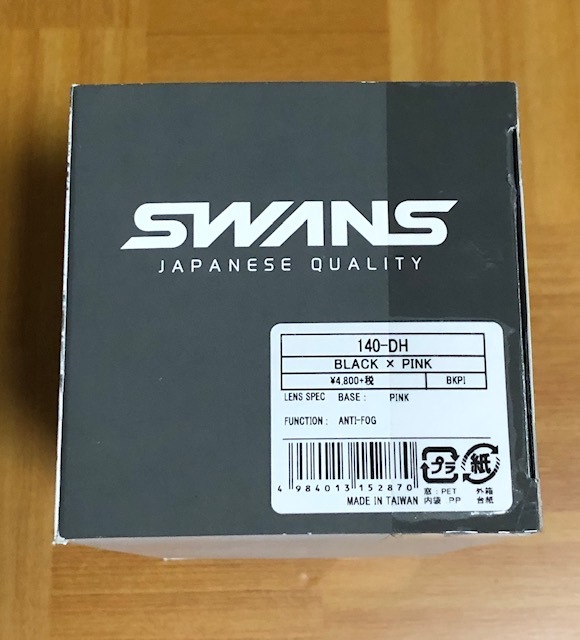 SWANS
JAPANESE QUALITY
140-DH
BLACK × PINK
¥4,800+税 BKPI
LENS SPEC BASE : PINK
FUNCTION : ANTI-FOG
4 984013 152870
MADE IN TAIWAN
プラ
窓:PET
内袋 PP
紙
外箱
台紙